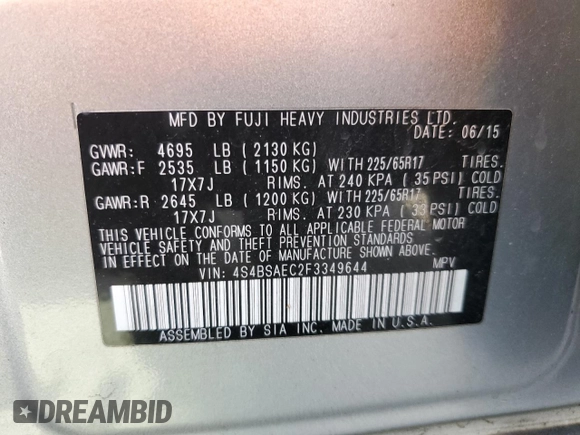 MFD BY FUJI HEAVY INDUSTRIES LTD.
DATE: 06/15
GVWR: 4695 LB ( 2130 KG)
GAWR:F 2535 LB ( 1150 KG) WITH 225/65R17 TIRES.
17X7J RIMS. AT 240 KPA ( 35 PSI) COLD
GAWR:R 2645 LB ( 1200 KG) WITH 225/65R17 TIRES.
17X7J RIMS. AT 230 KPA ( 33 PSI) COLD
THIS VEHICLE CONFORMS TO ALL APPLICABLE FEDERAL MOTOR
VEHICLE SAFETY AND THEFT PREVENTION STANDARDS
IN EFFECT ON THE DATE OF MANUFACTURE SHOWN ABOVE.
VIN: 4S4BSAEC2F3349644 MPV
ASSEMBLED BY SIA INC. MADE IN U.S.A.
DREAMBID